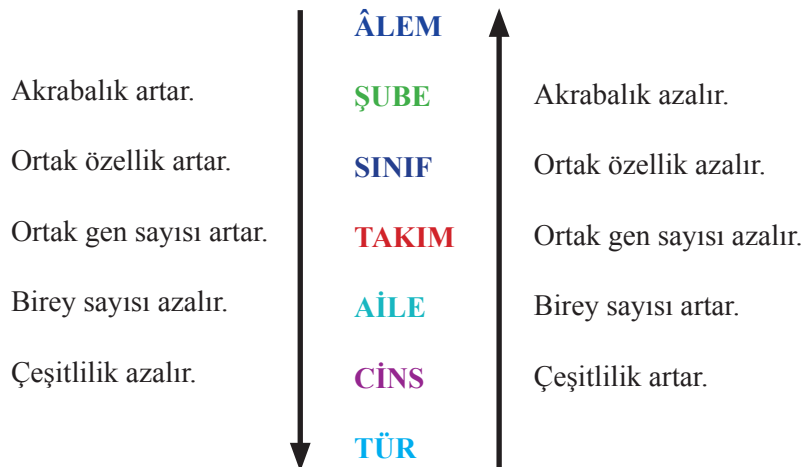 ÂLEM
Akrabalık artar.
ŞUBE
Akrabalık azalır.
Ortak özellik artar.
SINIF
Ortak özellik azalır.
Ortak gen sayısı artar.
TAKIM
Ortak gen sayısı azalır.
Birey sayısı azalır.
AİLE
Birey sayısı artar.
Çeşitlilik azalır.
CİNS
Çeşitlilik artar.
TÜR